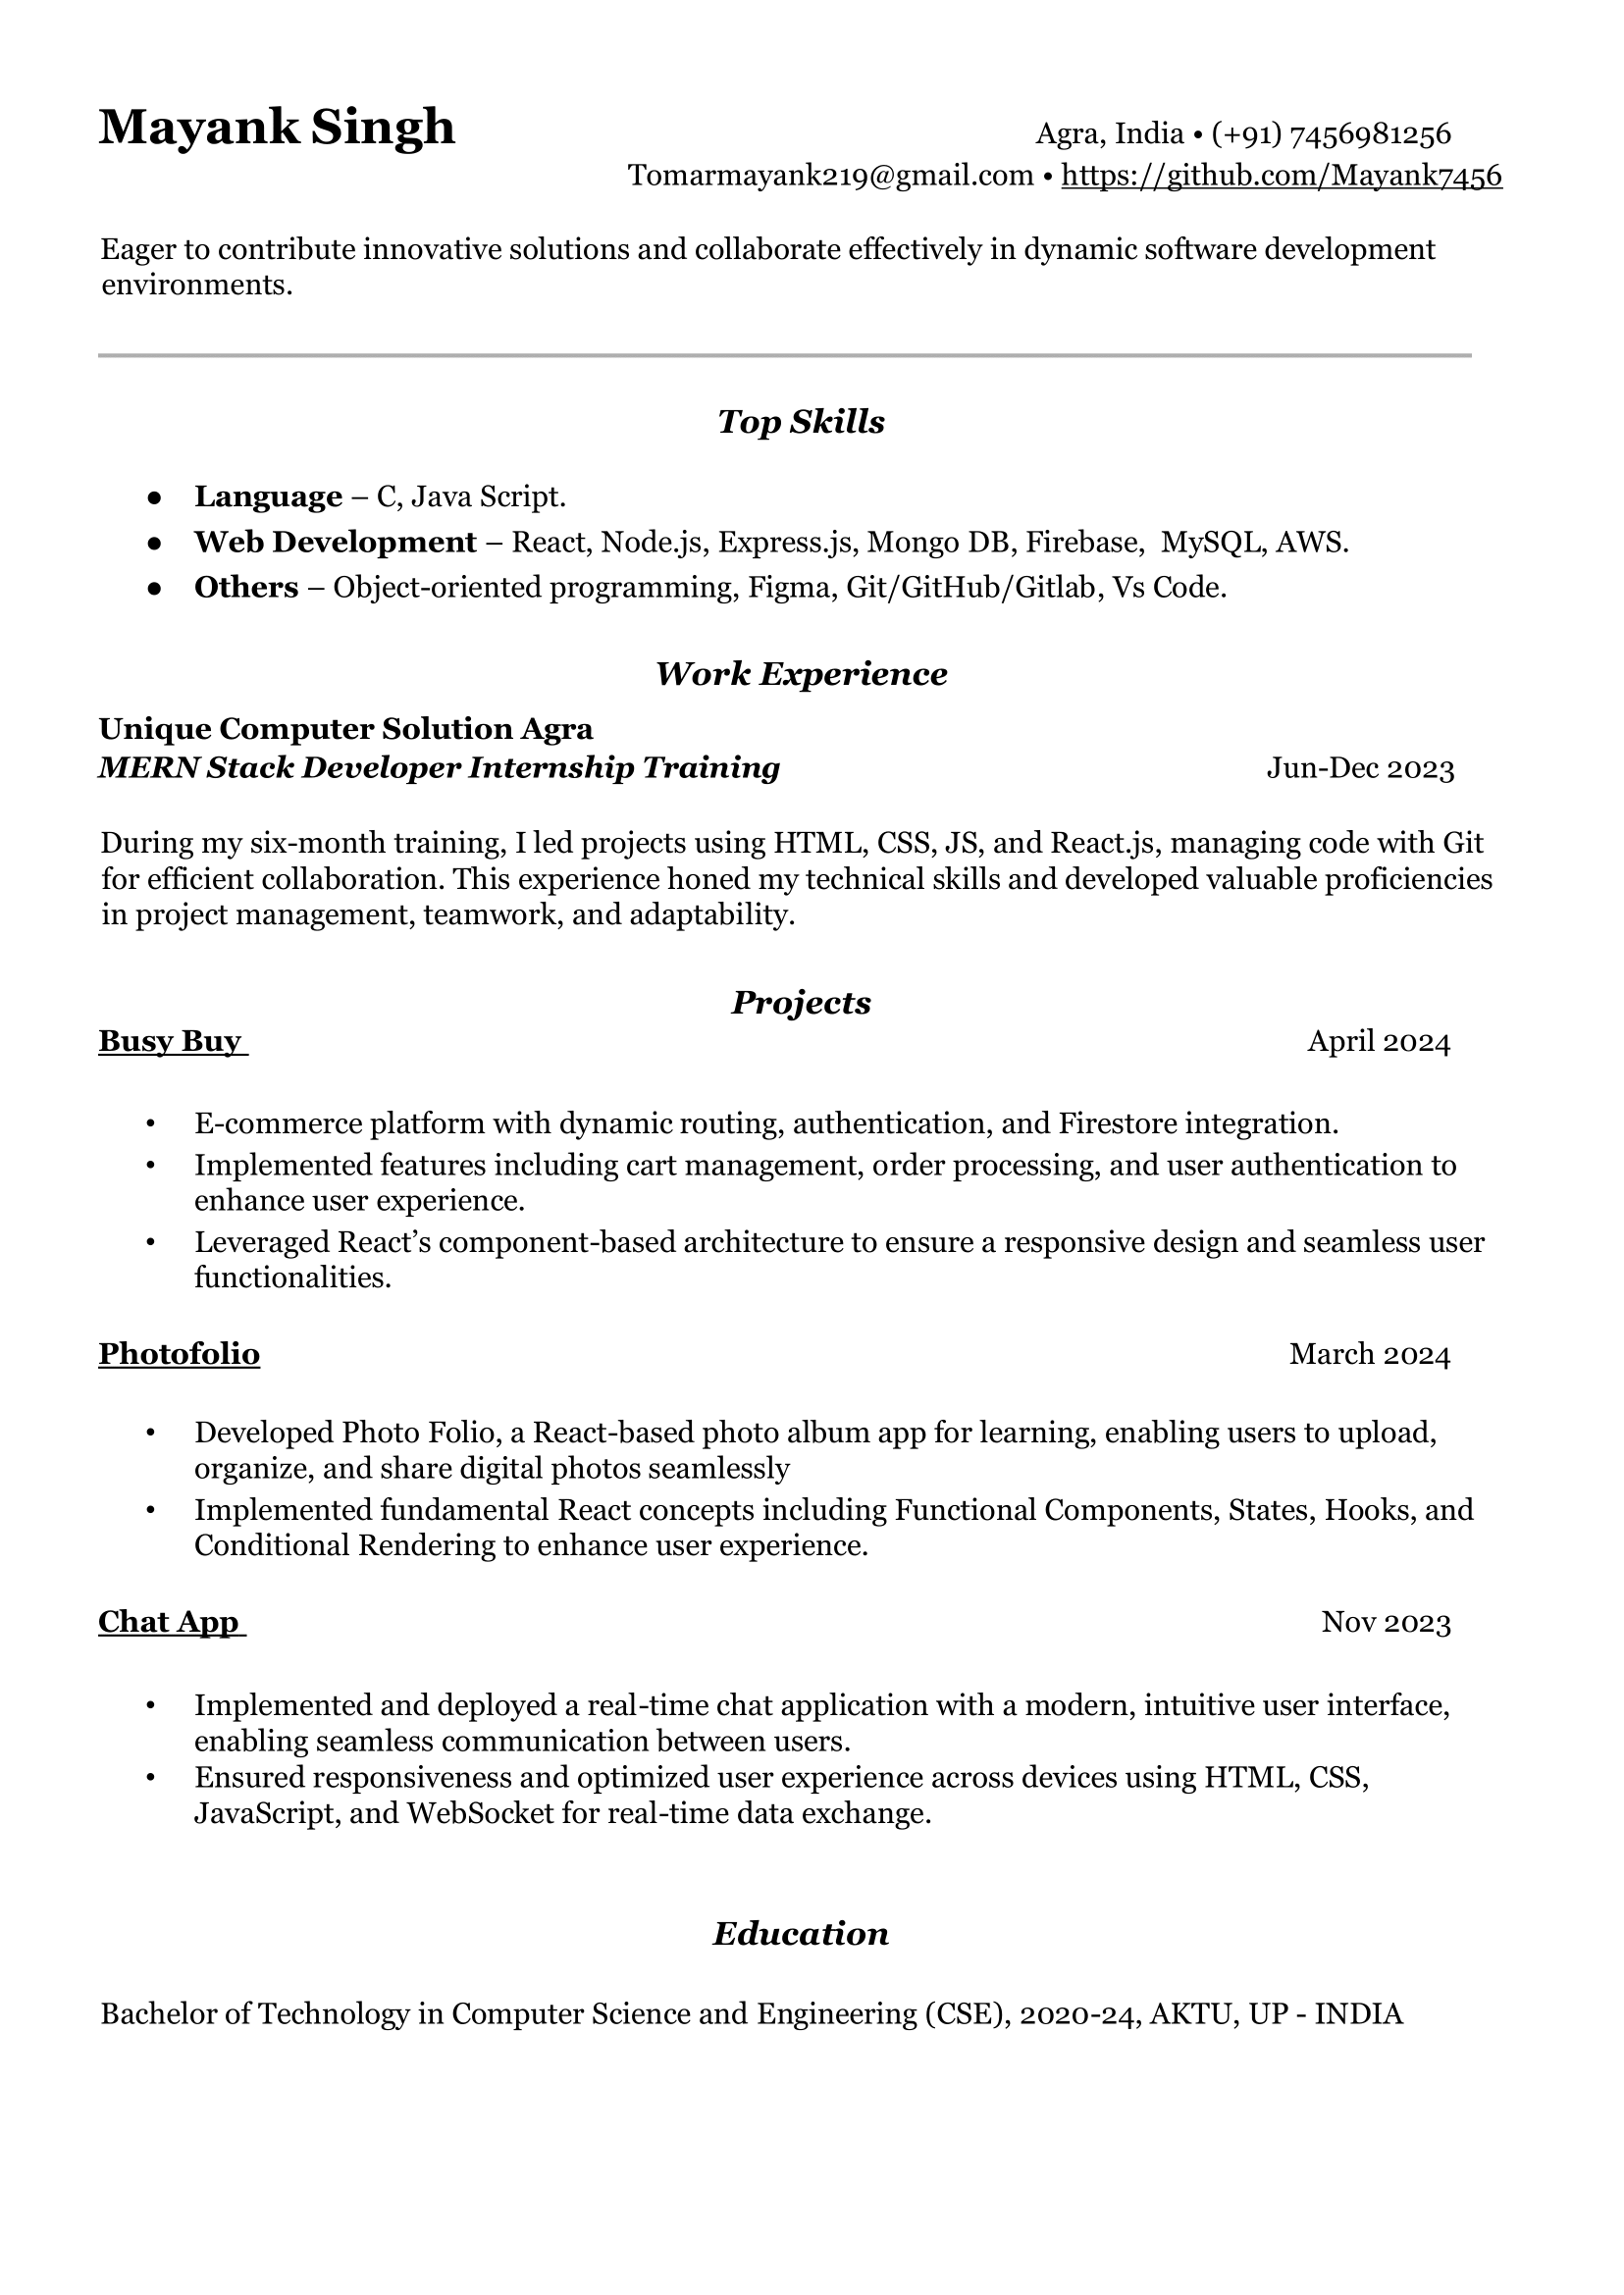 Mayank Singh
Agra, India • (+91) 7456981256
Tomarmayank219@gmail.com • https://github.com/Mayank7456
Eager to contribute innovative solutions and collaborate effectively in dynamic software development
environments.
Top Skills
● Language – C, Java Script.
● Web Development – React, Node.js, Express.js, Mongo DB, Firebase,  MySQL, AWS.
● Others – Object-oriented programming, Figma, Git/GitHub/Gitlab, Vs Code.
Work Experience
Unique Computer Solution Agra
MERN Stack Developer Internship Training Jun-Dec 2023
During my six-month training, I led projects using HTML, CSS, JS, and React.js, managing code with Git
for efficient collaboration. This experience honed my technical skills and developed valuable proficiencies
in project management, teamwork, and adaptability.
Projects
Busy Buy April 2024
• E-commerce platform with dynamic routing, authentication, and Firestore integration.
• Implemented features including cart management, order processing, and user authentication to
enhance user experience.
• Leveraged React’s component-based architecture to ensure a responsive design and seamless user
functionalities.
Photofolio March 2024
• Developed Photo Folio, a React-based photo album app for learning, enabling users to upload,
organize, and share digital photos seamlessly
• Implemented fundamental React concepts including Functional Components, States, Hooks, and
Conditional Rendering to enhance user experience.
Chat App Nov 2023
• Implemented and deployed a real-time chat application with a modern, intuitive user interface,
enabling seamless communication between users.
• Ensured responsiveness and optimized user experience across devices using HTML, CSS,
JavaScript, and WebSocket for real-time data exchange.
Education
Bachelor of Technology in Computer Science and Engineering (CSE), 2020-24, AKTU, UP - INDIA